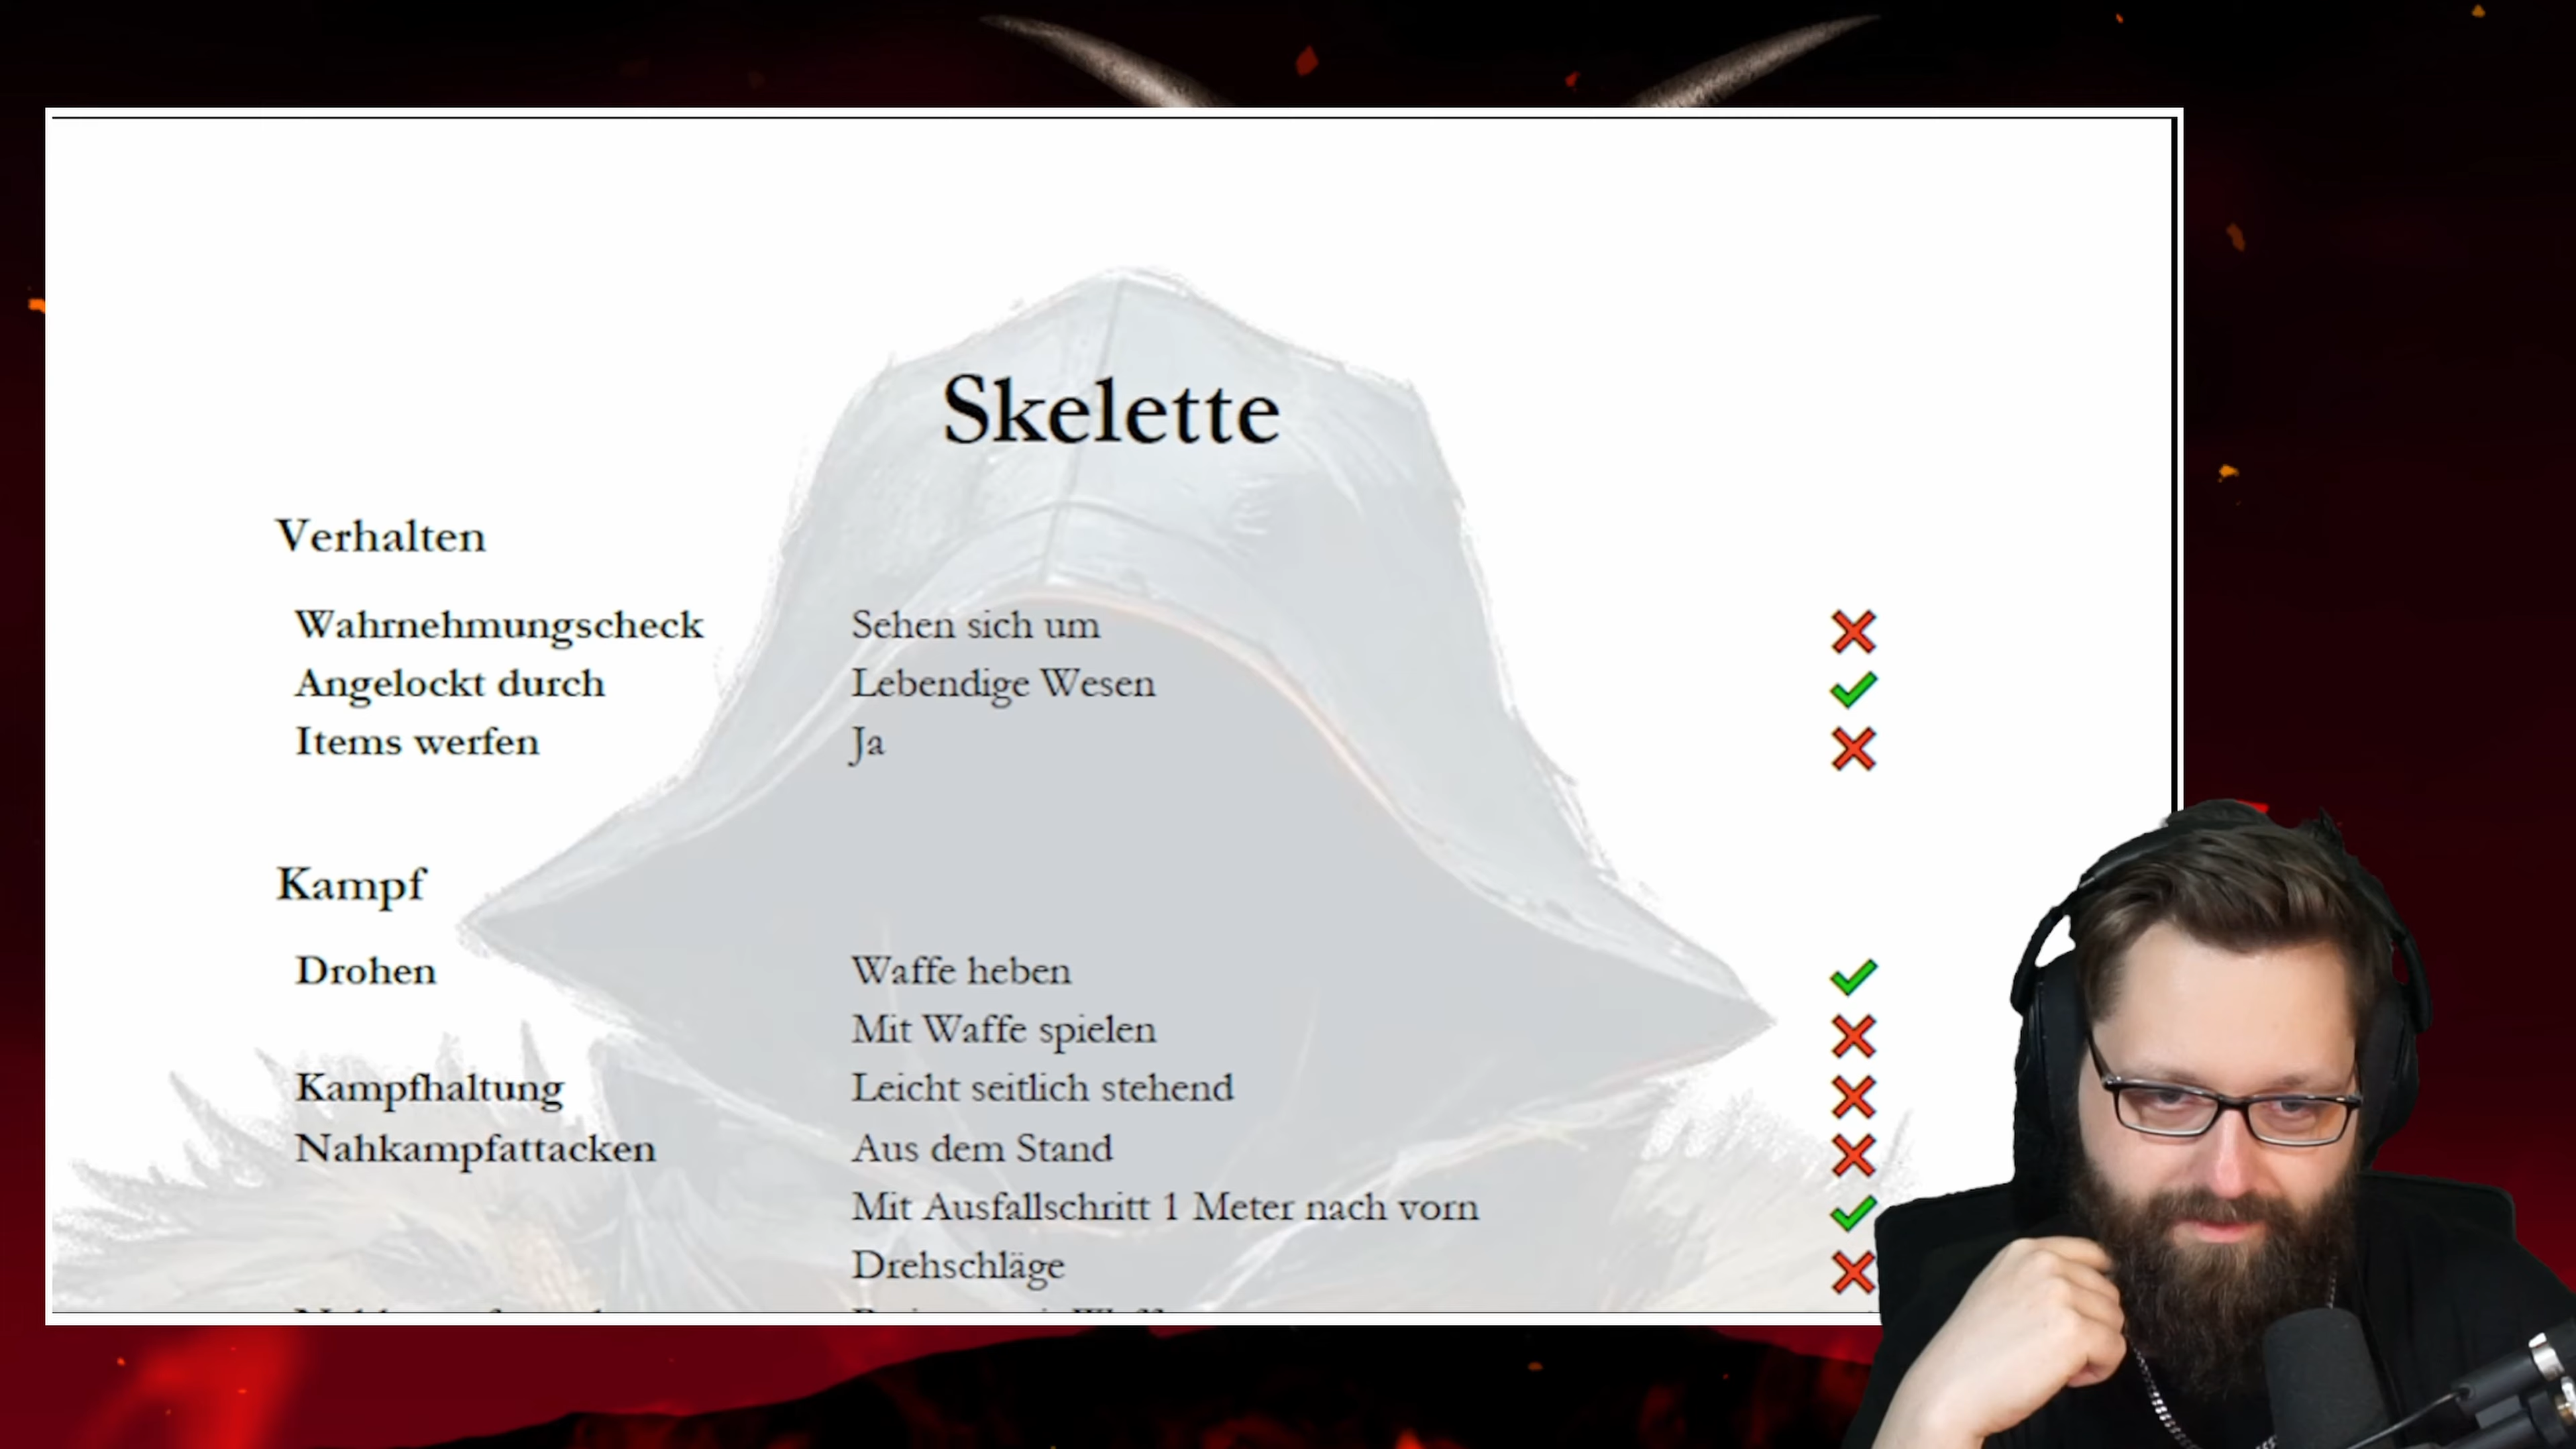 Skelette
Verhalten
Wahrnehmungscheck Sehen sich um
Angelockt durch Lebendige Wesen
Items werfen Ja
Kampf
Drohen Waffe heben
Mit Waffe spielen
Kampfhaltung Leicht seitlich stehend
Nahkampfattacken Aus dem Stand
Mit Ausfallschritt 1 Meter nach vorn
Drehschläge